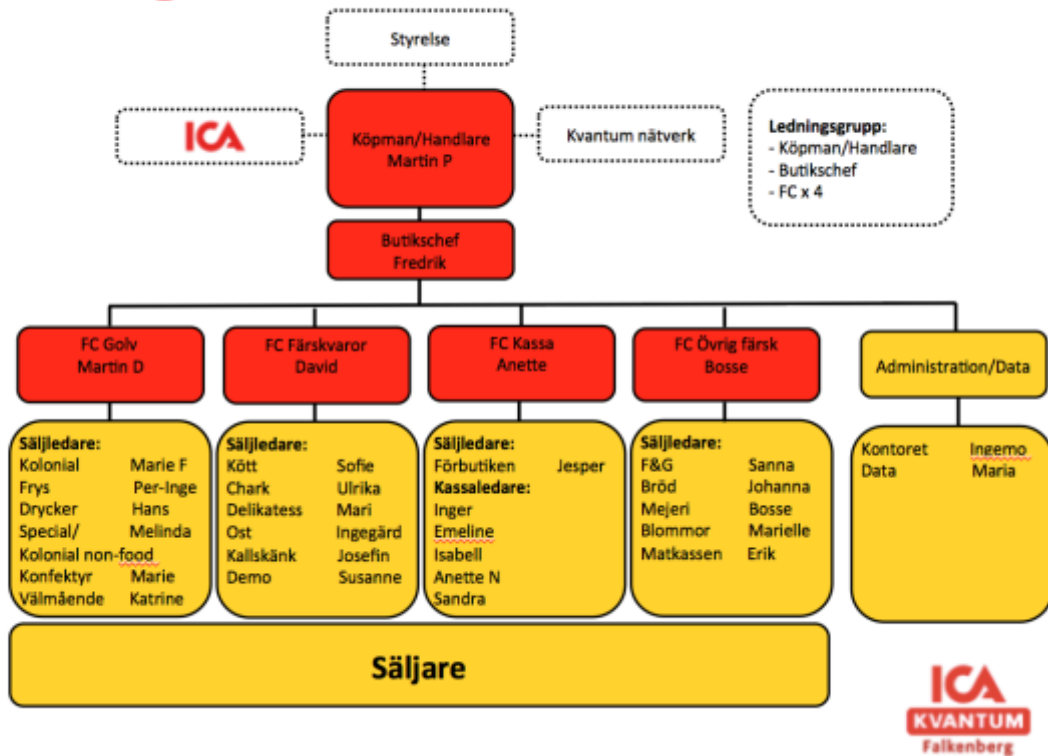 Styrelse
ICA
Köpman/Handlare
Martin P
Kvantum nätverk
Ledningsgrupp:
- Köpman/Handlare
- Butikschef
- FC x 4
Butikschef
Fredrik
FC Golv
Martin D
FC Färskvaror
David
FC Kassa
Anette
FC Övrig färsk
Bosse
Administration/Data
Säljledare:
Kolonial Marie F
Frys Per-Inge
Drycker Hans
Special/ Melinda
Kolonial non-food
Konfektyr Marie
Välmående Katrine
Säljledare:
Kött Sofie
Chark Ulrika
Delikatess Mari
Ost Ingegärd
Kallskänk Josefin
Demo Susanne
Säljledare:
Förbutiken Jesper
Kassaledare:
Inger
Emeline
Isabell
Anette N
Sandra
Säljledare:
F&G Sanna
Bröd Johanna
Mejeri Bosse
Blommor Marielle
Matkassen Erik
Kontoret Ingemo
Data Maria
Säljare
ICA
KVANTUM
Falkenberg